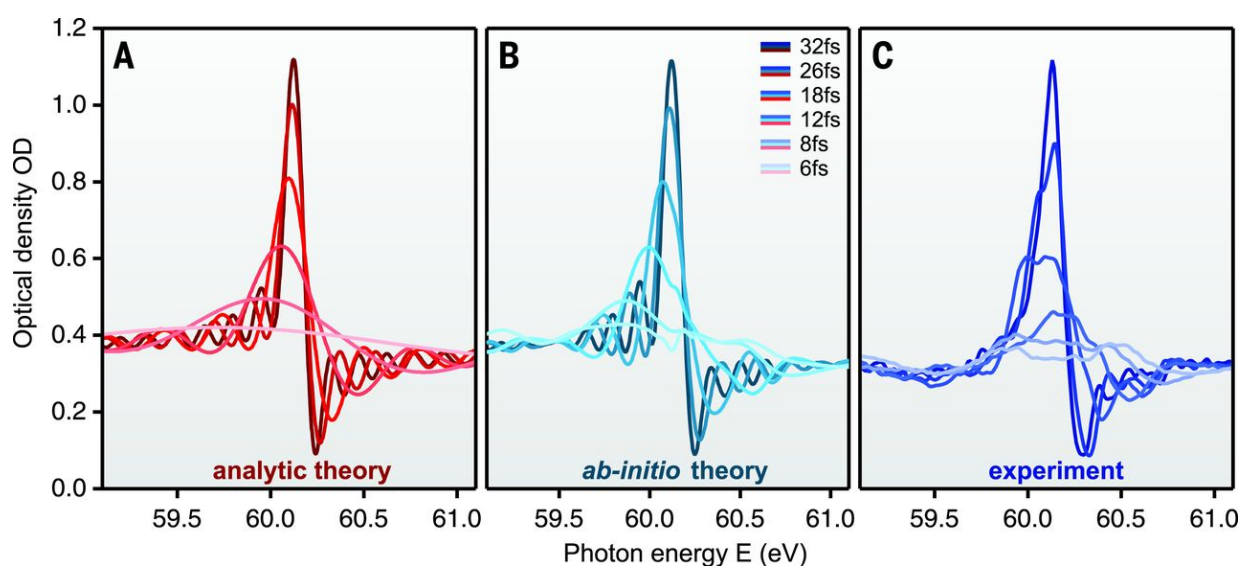 Optical density OD
1.2
1.0
0.8
0.6
0.4
0.2
0.0
A
analytic theory
59.5 60.0 60.5 61.0
B
32fs
26fs
18fs
12fs
8fs
6fs
ab-initio theory
59.5 60.0 60.5 61.0
C
experiment
59.5 60.0 60.5 61.0
Photon energy E (eV)